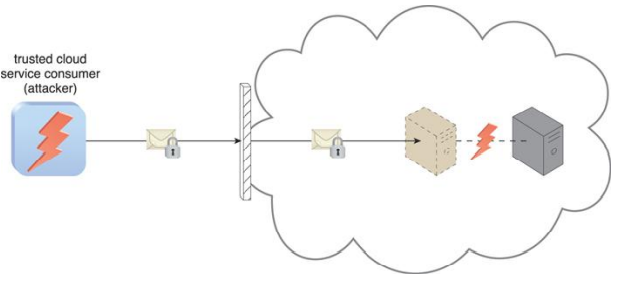 trusted cloud
service consumer
(attacker)